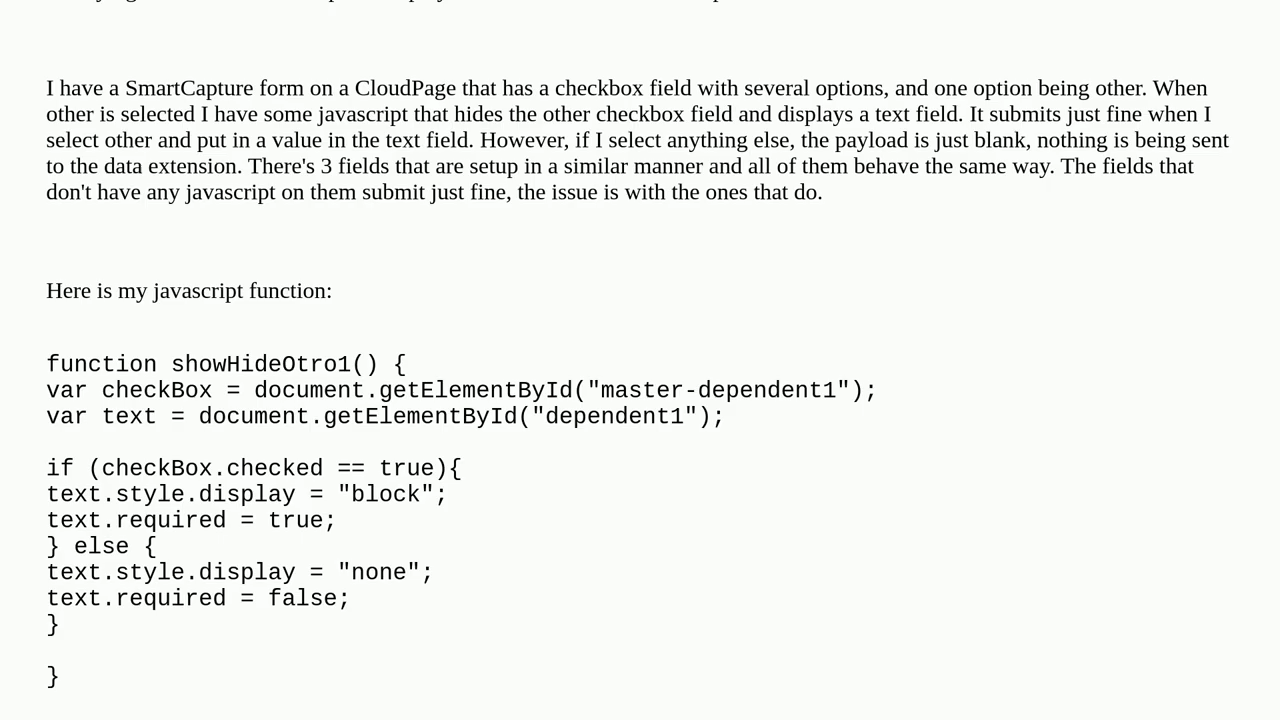 I have a SmartCapture form on a CloudPage that has a checkbox field with several options, and one option being other. When
other is selected I have some javascript that hides the other checkbox field and displays a text field. It submits just fine when I
select other and put in a value in the text field. However, if I select anything else, the payload is just blank, nothing is being sent
to the data extension. There's 3 fields that are setup in a similar manner and all of them behave the same way. The fields that
don't have any javascript on them submit just fine, the issue is with the ones that do.
Here is my javascript function:
function showHideOtro1() {
var checkBox = document.getElementById("master-dependent1");
var text = document.getElementById("dependent1");
if (checkBox.checked == true){
text.style.display = "block";
text.required = true;
} else {
text.style.display = "none";
text.required = false;
}
}